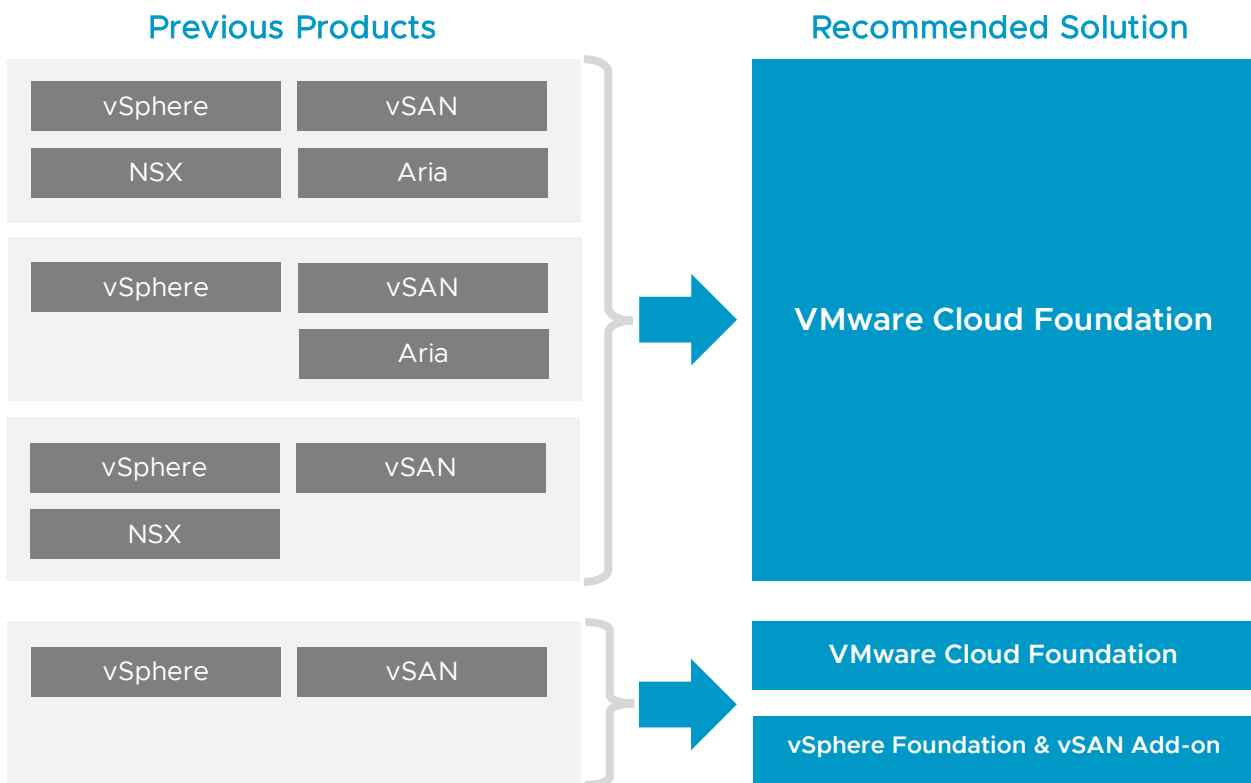 Previous Products
Recommended Solution
vSphere
vSAN
NSX
Aria
vSphere
vSAN
Aria
vSphere
vSAN
NSX
VMware Cloud Foundation
vSphere
vSAN
VMware Cloud Foundation
vSphere Foundation & vSAN Add-on